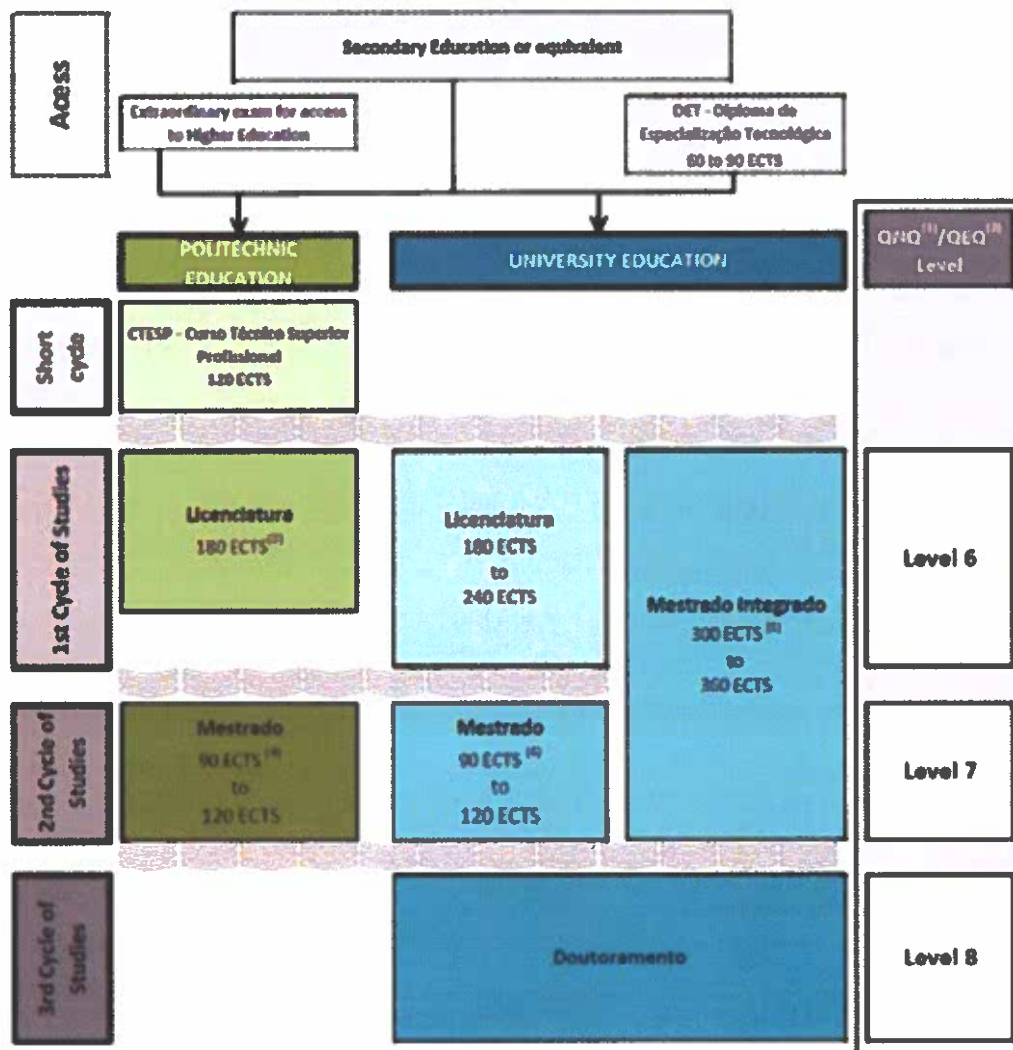 Acess
Secondary Education or equivalent
Extraordinary exam for access
to Higher Education
DET - Diploma de
Especialização Tecnológica
60 to 90 ECTS
POLITECHNIC
EDUCATION
UNIVERSITY EDUCATION
QNQ (1)/QEQ (2)
Level
Short
cycle
CTESP - Curso Técnico Superior
Profissional
120 ECTS
1st Cycle of Studies
Licenciatura
180 ECTS
Licenciatura
180 ECTS
to
240 ECTS
Mestrado Integrado
300 ECTS
to
360 ECTS
Level 6
2nd Cycle of
Studies
Mestrado
90 ECTS (4)
to
120 ECTS
Mestrado
90 ECTS
to
120 ECTS
Level 7
3rd Cycle of
Studies
Doutoramento
Level 8